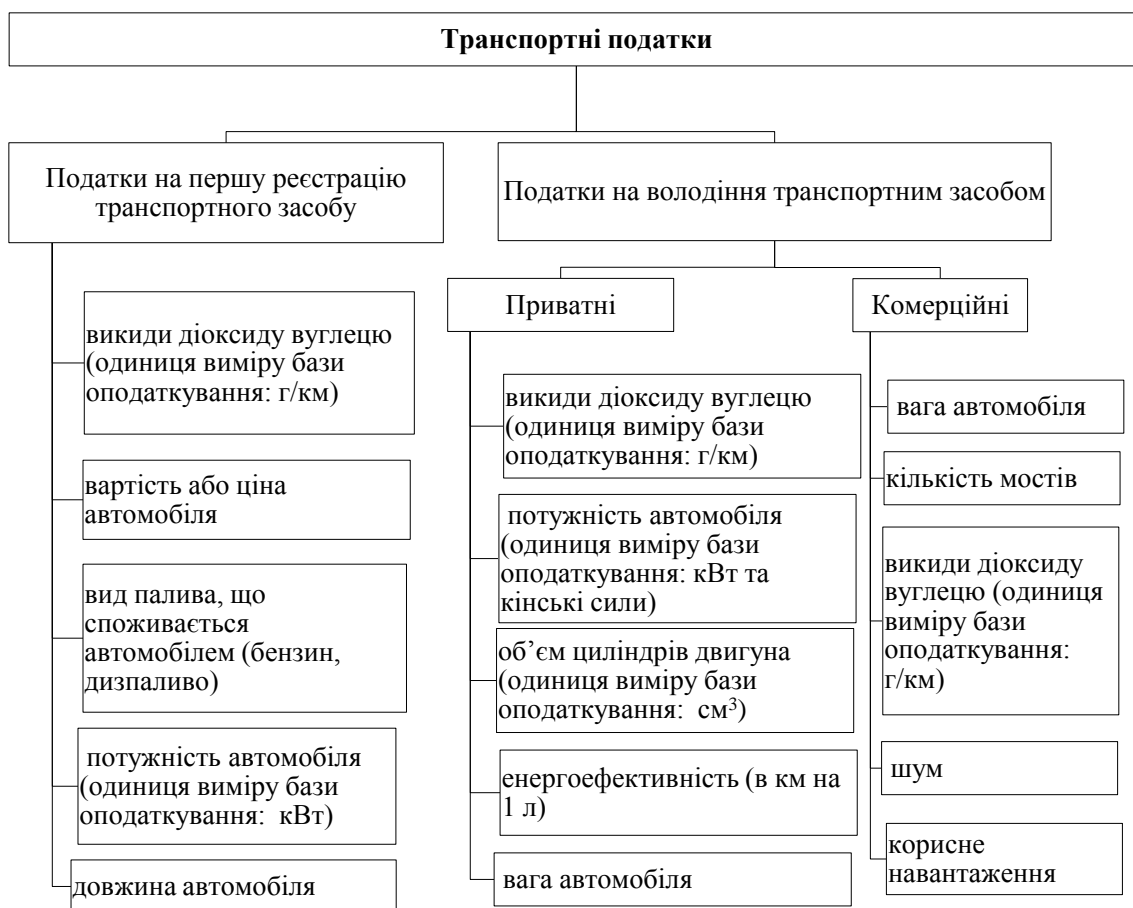 Транспортні податки
Податки на першу реєстрацію
транспортного засобу
Податки на володіння транспортним засобом
Приватні
Комерційні
викиди діоксиду вуглецю
(одиниця виміру бази
оподаткування: г/км)
вартість або ціна
автомобіля
вид палива, що
споживається
автомобілем (бензин,
дизпаливо)
потужність автомобіля
(одиниця виміру бази
оподаткування: кВт)
довжина автомобіля
викиди діоксиду вуглецю
(одиниця виміру бази
оподаткування: г/км)
потужність автомобіля
(одиниця виміру бази
оподаткування: кВт та
кінські сили)
об’єм циліндрів двигуна
(одиниця виміру бази
оподаткування: см³)
енергоефективність (в км на
1 л)
вага автомобіля
вага автомобіля
кількість мостів
викиди діоксиду
вуглецю (одиниця
виміру бази
оподаткування:
г/км)
шум
корисне
навантаження